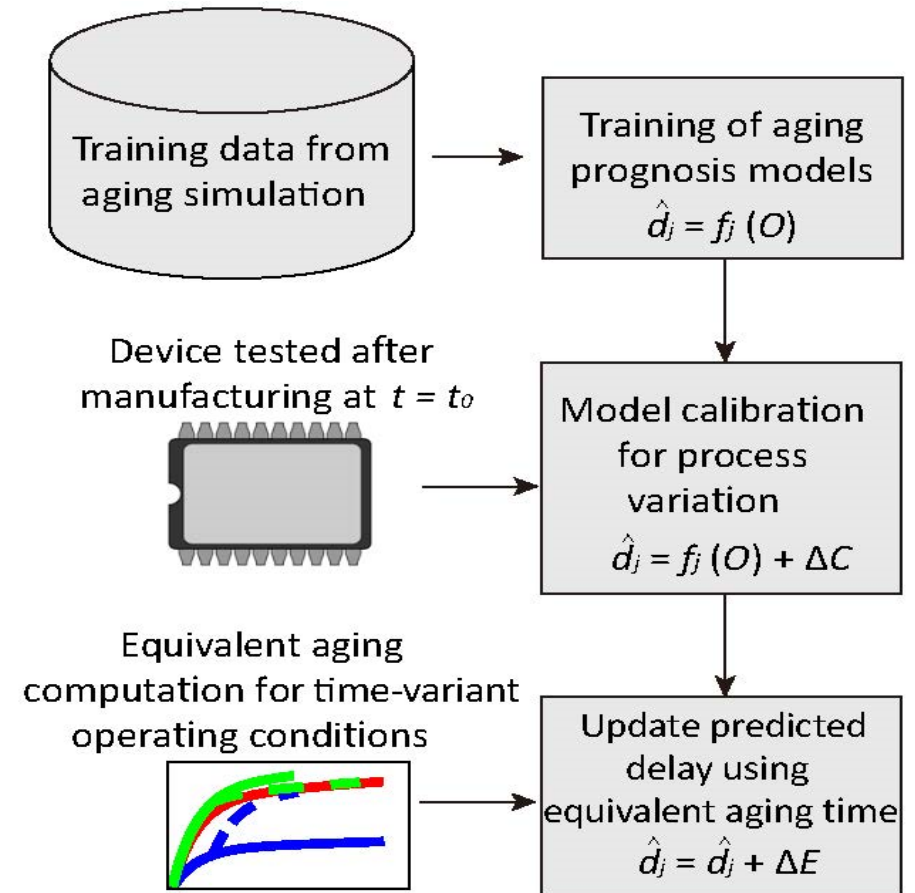 Training data from
aging simulation
Training of aging
prognosis models
d̂ⱼ = fⱼ (O)
Device tested after
manufacturing at t = t₀
Model calibration
for process
variation
d̂ⱼ = fⱼ (O) + ΔC
Equivalent aging
computation for time-variant
operating conditions
Update predicted
delay using
equivalent aging time
d̂ⱼ = d̂ⱼ + ΔE